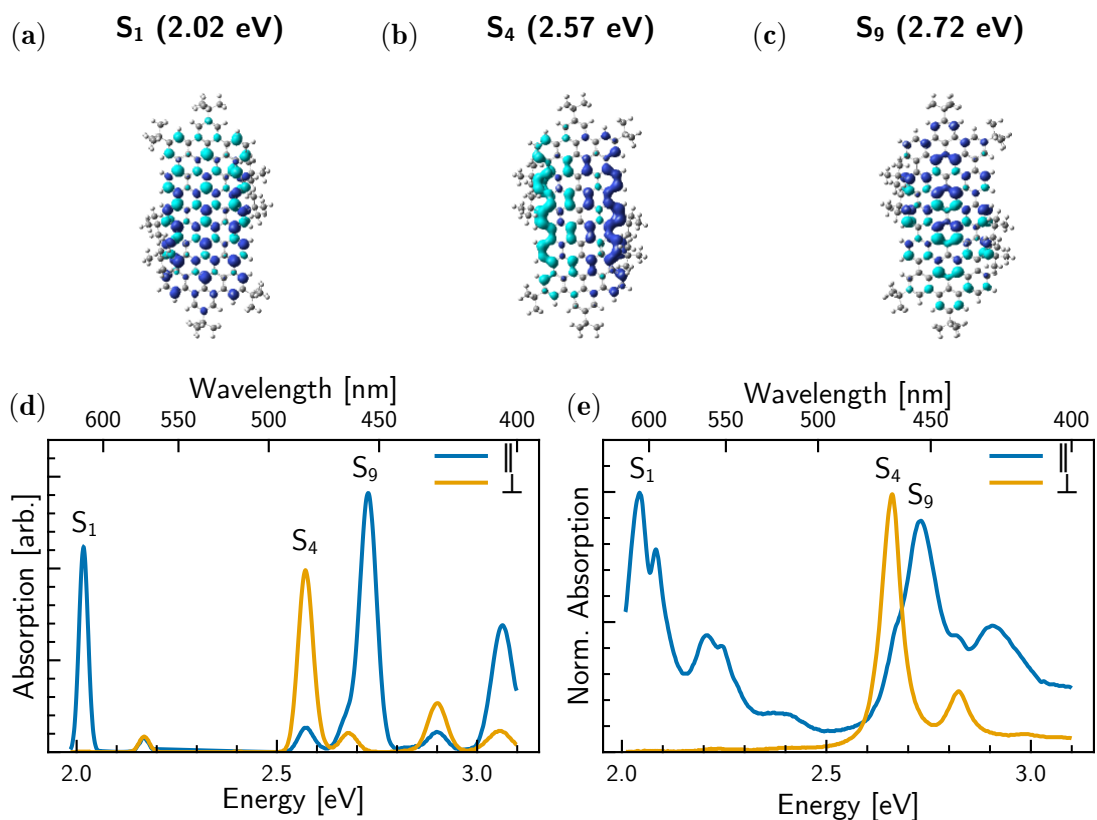 (a) S₁ (2.02 eV)
(b) S₄ (2.57 eV)
(c) S₉ (2.72 eV)
(d) Wavelength [nm]
600 550 500 450 400
∥
⊥
S₁
S₄
S₉
Absorption [arb.]
2.0 2.5 3.0
Energy [eV]
(e) Wavelength [nm]
600 550 500 450 400
∥
⊥
S₁
S₄
S₉
Norm. Absorption
2.0 2.5 3.0
Energy [eV]